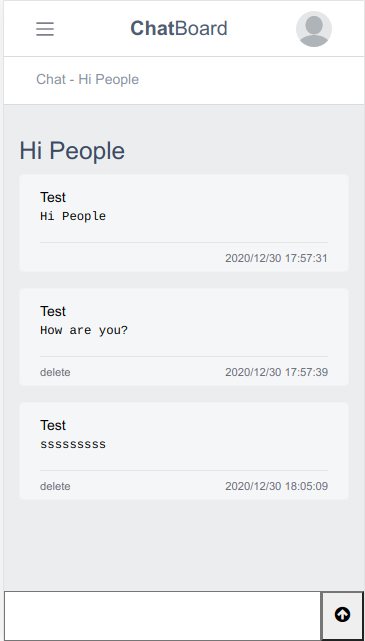 ChatBoard
Chat - Hi People
Hi People
Test
Hi People
2020/12/30 17:57:31
Test
How are you?
delete 2020/12/30 17:57:39
Test
sssssssss
delete 2020/12/30 18:05:09